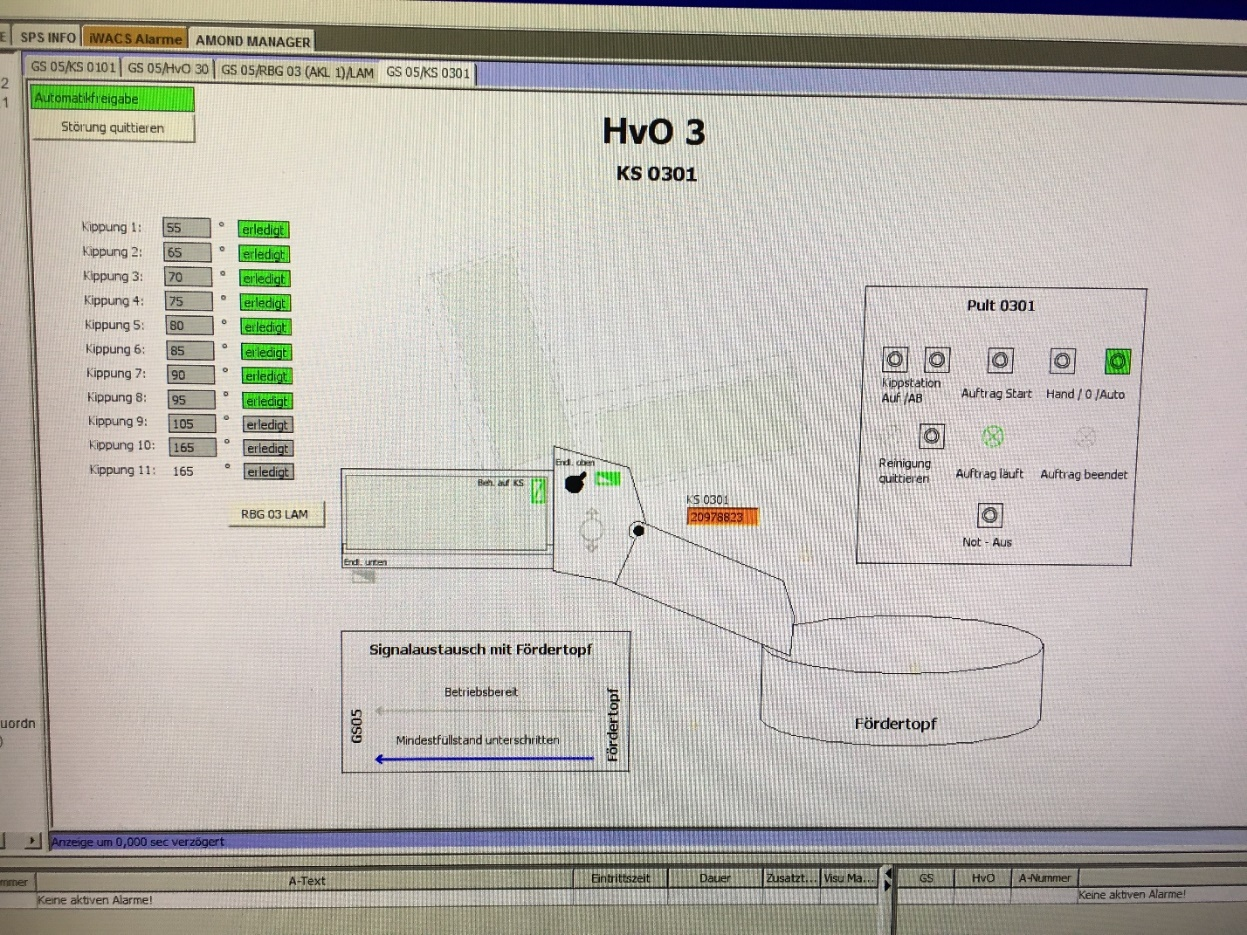 E
SPS INFO
iWACS Alarme
AMOND MANAGER
GS 05/KS 0101
GS 05/HvO 30
GS 05/RBG 03 (AKL 1)/LAM
GS 05/KS 0301
2
1
Automatikfreigabe
Störung quittieren
HvO 3
KS 0301
Kippung 1: 55 ° erledigt
Kippung 2: 65 ° erledigt
Kippung 3: 70 ° erledigt
Kippung 4: 75 ° erledigt
Kippung 5: 80 ° erledigt
Kippung 6: 85 ° erledigt
Kippung 7: 90 ° erledigt
Kippung 8: 95 ° erledigt
Kippung 9: 105 ° erledigt
Kippung 10: 165 ° erledigt
Kippung 11: 165 ° erledigt
RBG 03 LAM
Beh. auf KS
Endl. oben
Endl. unten
KS 0301
20978823
Pult 0301
Kippstation
Auf /AB
Auftrag Start
Hand / 0 /Auto
Reinigung
quittieren
Auftrag läuft
Auftrag beendet
Not - Aus
Signalaustausch mit Fördertopf
Betriebsbereit
GS05
Fördertopf
Mindestfüllstand unterschritten
Fördertopf
uordn
)
Anzeige um 0,000 sec verzögert
mmer
A-Text
Eintrittszeit
Dauer
Zusatzt...
Visu Ma...
GS
HvO
A-Nummer
Keine aktiven Alarme!
Keine aktiven Alarme!